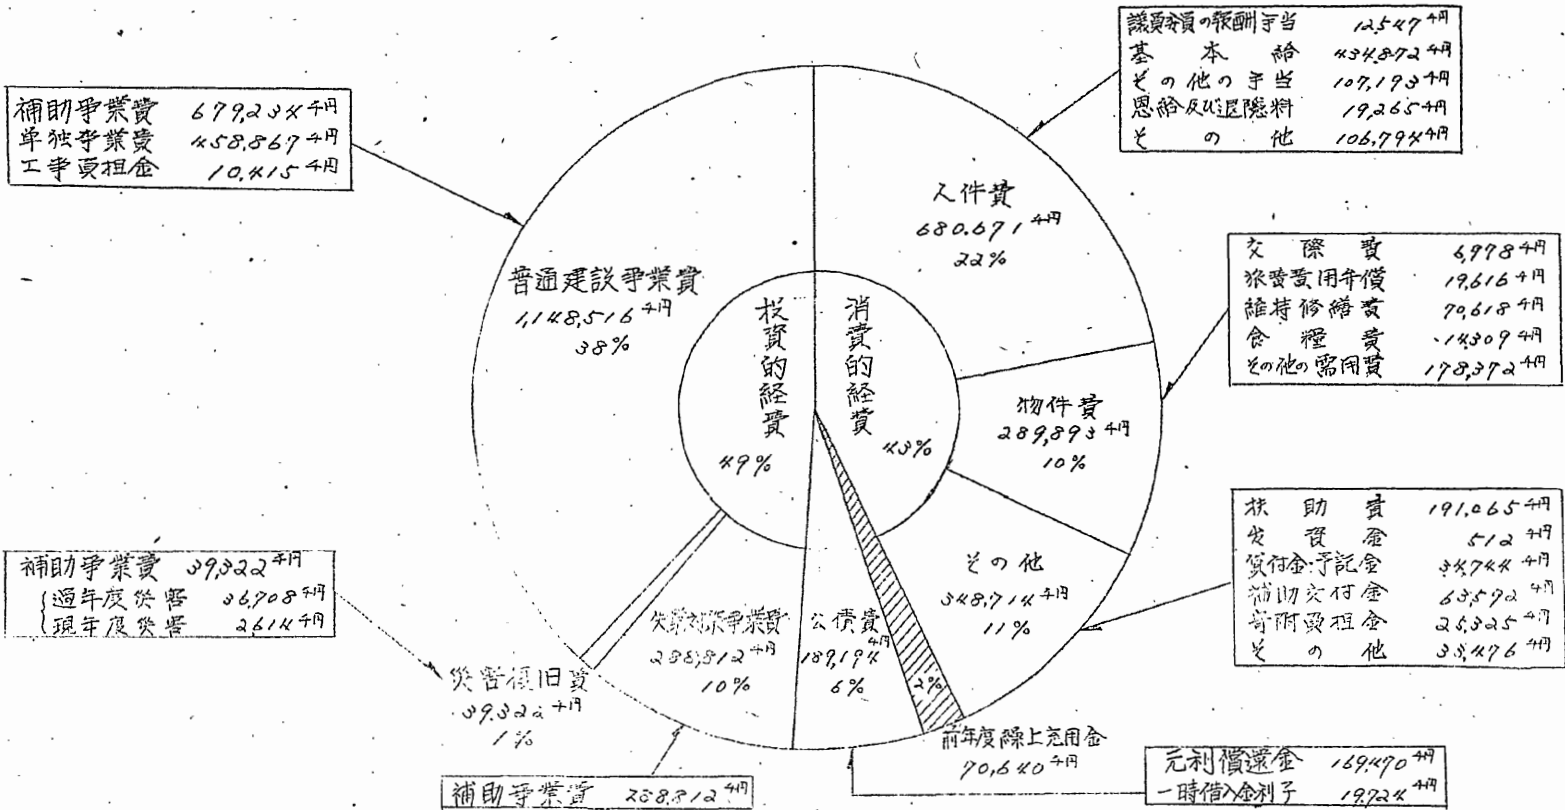 補助事業費 679,234千円
単独事業費 458,867千円
工事負担金 10,415千円
議員委員の報酬手当 12,547千円
基本給 434,872千円
その他の手当 107,193千円
恩給及び退隠料 19,265千円
その他 106,794千円
人件費
680,671千円
22%
交際費 6,978千円
旅費費用弁償 19,616千円
維持修繕費 70,618千円
食糧費 14,309千円
その他の需用費 178,372千円
普通建設事業費
1,148,516千円
38%
投資的経費
49%
消費的経費
43%
物件費
289,893千円
10%
扶助費 191,065千円
出資金 512千円
貸付金・予託金 34,744千円
補助交付金 63,592千円
寄附負担金 25,325千円
その他 33,476千円
その他
348,714千円
11%
補助事業費 39,322千円
過年度災害 36,708千円
現年度災害 2,614千円
災害復旧費
39,322千円
1%
失業対策事業費
288,812千円
10%
公債費
189,194千円
6%
2%
前年度繰上充用金
70,640千円
補助事業費 288,812千円
元利償還金 169,470千円
一時借入金利子 19,724千円